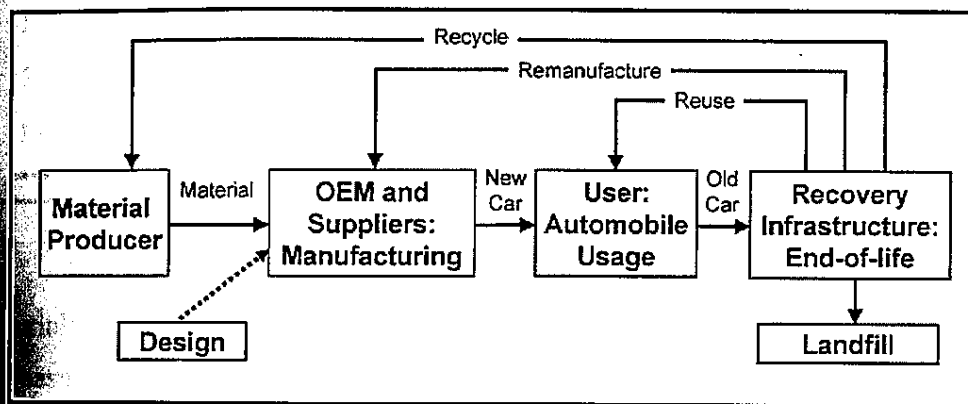 Recycle
Remanufacture
Reuse
Material
Producer
Material
OEM and
Suppliers:
Manufacturing
New
Car
User:
Automobile
Usage
Old
Car
Recovery
Infrastructure:
End-of-life
Design
Landfill